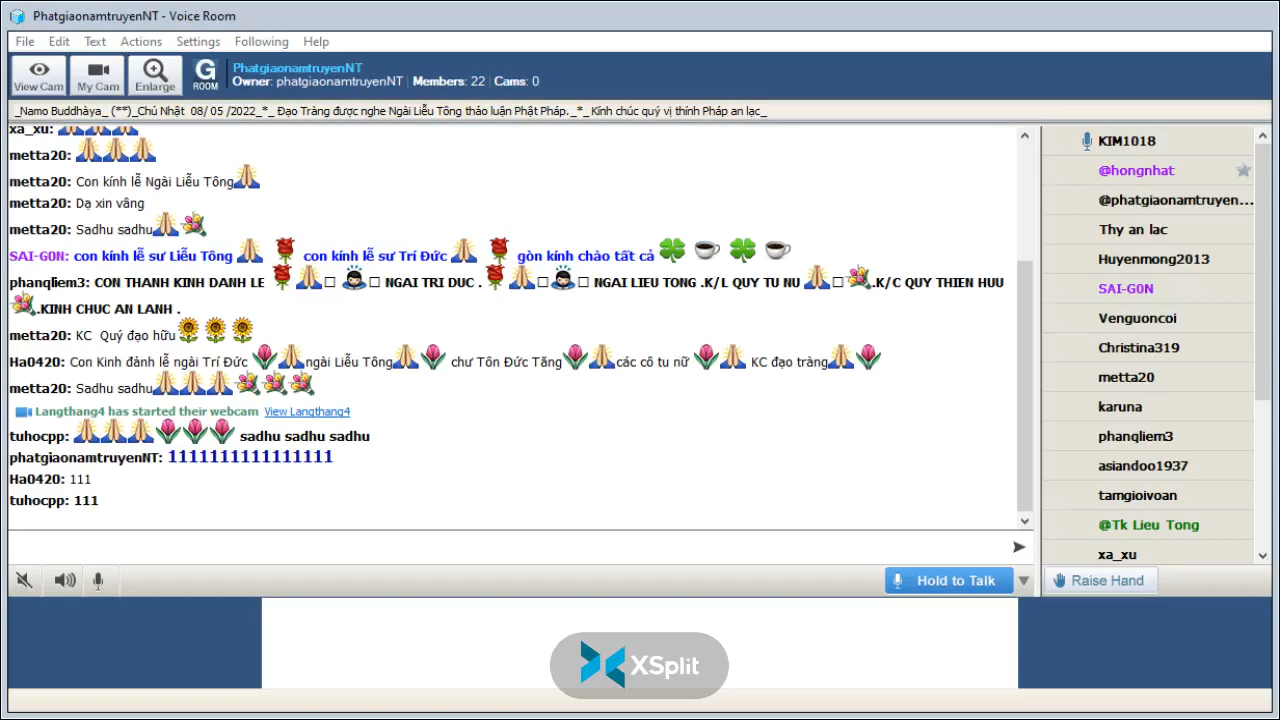 PhatgiaonamtruyenNT - Voice Room
File Edit Text Actions Settings Following Help
View Cam My Cam Enlarge G ROOM
PhatgiaonamtruyenNT
Owner: phatgiaonamtruyenNT Members: 22 Cams: 0
_Namo Buddhàya_ (**)_Chủ Nhật 08/ 05 /2022_*_ Đạo Tràng được nghe Ngài Liễu Tông thảo luận Phật Pháp._*_Kính chúc quý vị thính Pháp an lạc_
xa_xu:
metta20:
metta20: Con kính lễ Ngài Liễu Tông
metta20: Dạ xin vâng
metta20: Sadhu sadhu
SAI-G0N: con kính lễ sư Liễu Tông con kính lễ sư Trí Đức gòn kính chào tất cả
phanqliem3: CON THANH KINH DANH LE NGAI TRI DUC . NGAI LIEU TONG .K/L QUY TU NU .K/C QUY THIEN HUU
.KINH CHUC AN LANH .
metta20: KC Quý đạo hữu
Ha0420: Con Kinh đảnh lễ ngài Trí Đức ngài Liễu Tông chư Tôn Đức Tăng các cô tu nữ KC đạo tràng
metta20: Sadhu sadhu
Langthang4 has started their webcam View Langthang4
tuhocpp: sadhu sadhu sadhu
phatgiaonamtruyenNT: 1111111111111111
Ha0420: 111
tuhocpp: 111
Hold to Talk
KIM1018
@hongnhat
@phatgiaonamtruyen...
Thy an lac
Huyenmong2013
SAI-G0N
Venguoncoi
Christina319
metta20
karuna
phanqliem3
asiandoo1937
tamgioivoan
@Tk Lieu Tong
xa_xu
Raise Hand
XSplit